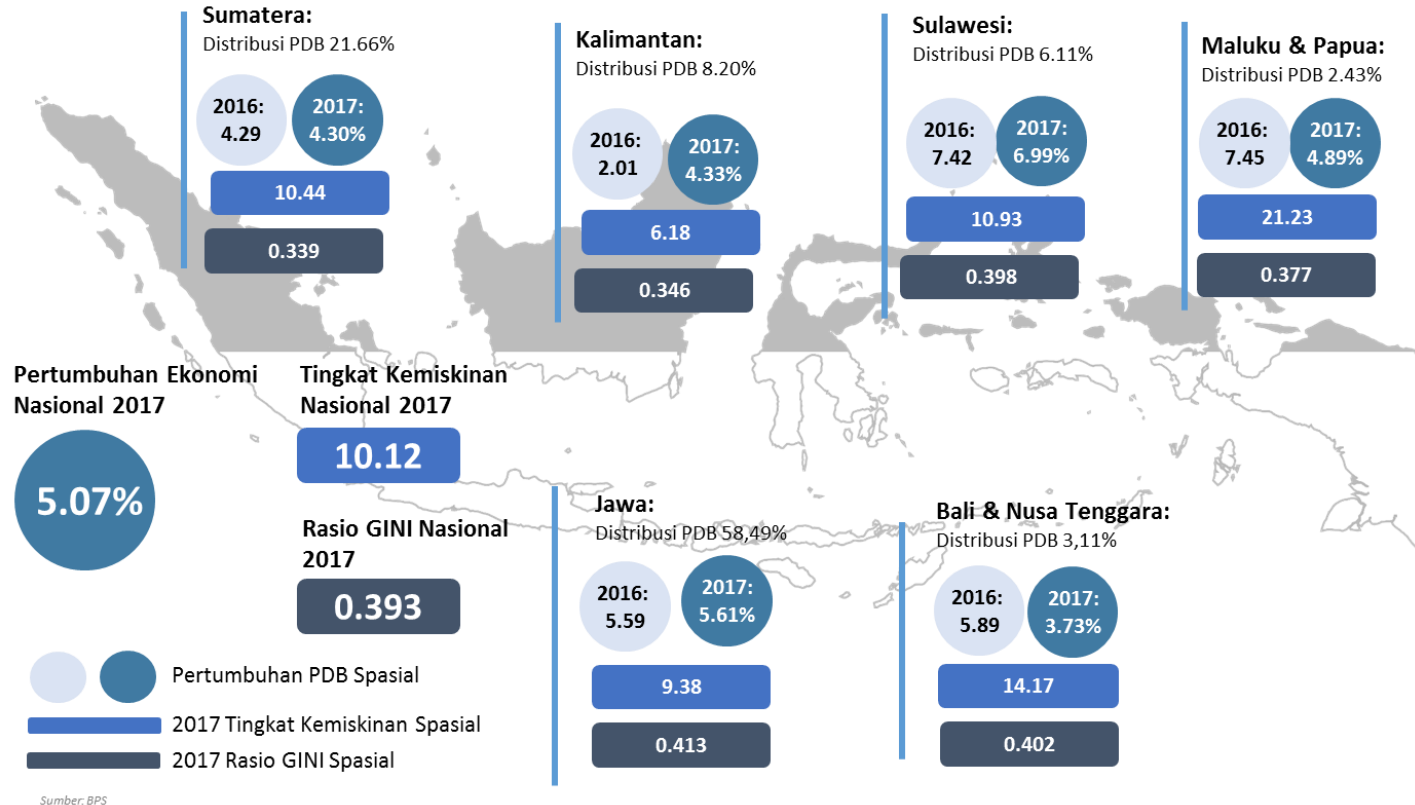 Sumatera:
Distribusi PDB 21.66%
2016:
4.29
2017:
4.30%
10.44
0.339
Kalimantan:
Distribusi PDB 8.20%
2016:
2.01
2017:
4.33%
6.18
0.346
Sulawesi:
Distribusi PDB 6.11%
2016:
7.42
2017:
6.99%
10.93
0.398
Maluku & Papua:
Distribusi PDB 2.43%
2016:
7.45
2017:
4.89%
21.23
0.377
Pertumbuhan Ekonomi
Nasional 2017
5.07%
Tingkat Kemiskinan
Nasional 2017
10.12
Rasio GINI Nasional
2017
0.393
Jawa:
Distribusi PDB 58,49%
2016:
5.59
2017:
5.61%
9.38
0.413
Bali & Nusa Tenggara:
Distribusi PDB 3,11%
2016:
5.89
2017:
3.73%
14.17
0.402
Pertumbuhan PDB Spasial
2017 Tingkat Kemiskinan Spasial
2017 Rasio GINI Spasial
Sumber: BPS